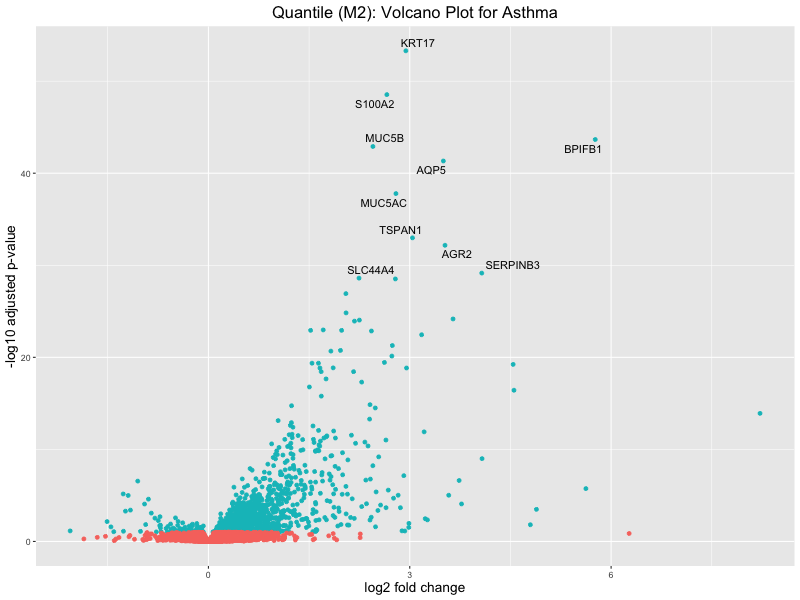 Quantile (M2): Volcano Plot for Asthma
KRT17
S100A2
MUC5B
BPIFB1
AQP5
MUC5AC
TSPAN1
AGR2
SERPINB3
SLC44A4
40
20
0
-log10 adjusted p-value
0 3 6
log2 fold change